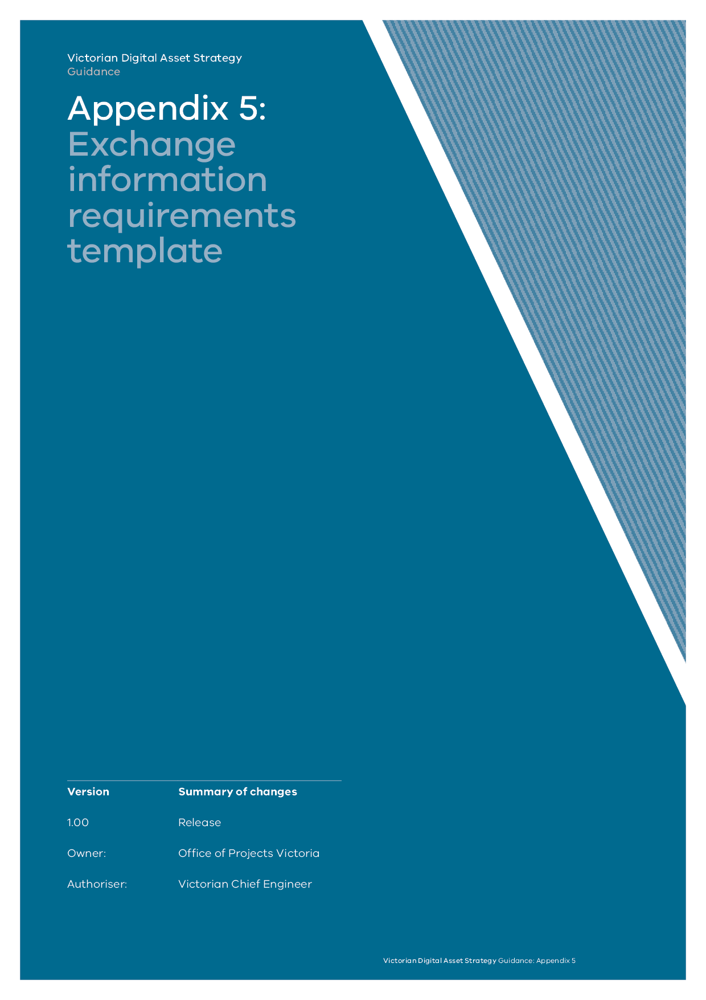 Victorian Digital Asset Strategy
Guidance
Appendix 5:
Exchange
information
requirements
template
Version Summary of changes
1.00 Release
Owner: Office of Projects Victoria
Authoriser: Victorian Chief Engineer
Victorian Digital Asset Strategy Guidance: Appendix 5